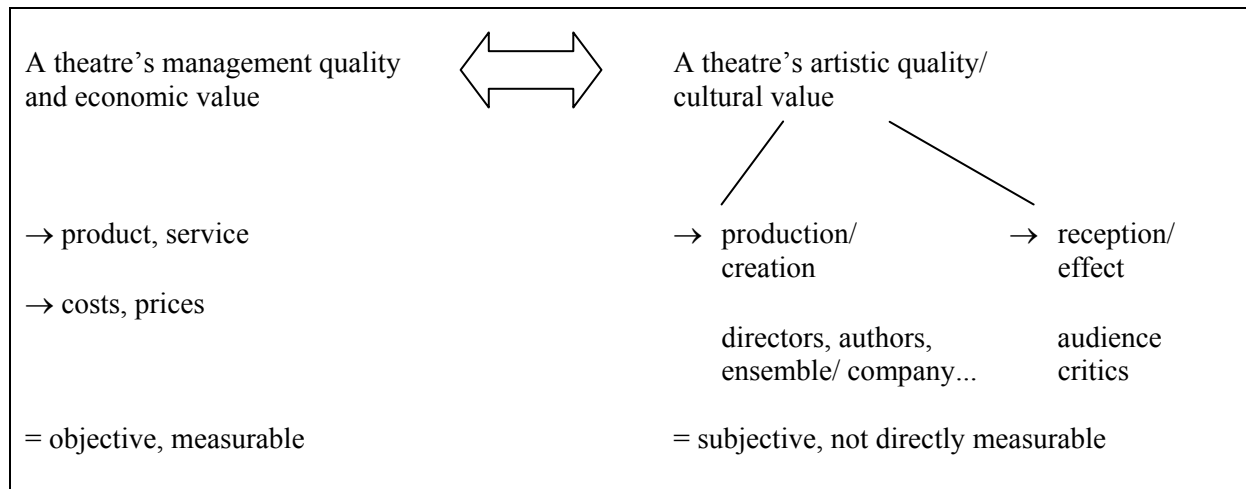 A theatre’s management quality
and economic value
A theatre’s artistic quality/
cultural value
→ product, service
→ costs, prices
→ production/
creation
directors, authors,
ensemble/ company...
→ reception/
effect
audience
critics
= objective, measurable
= subjective, not directly measurable